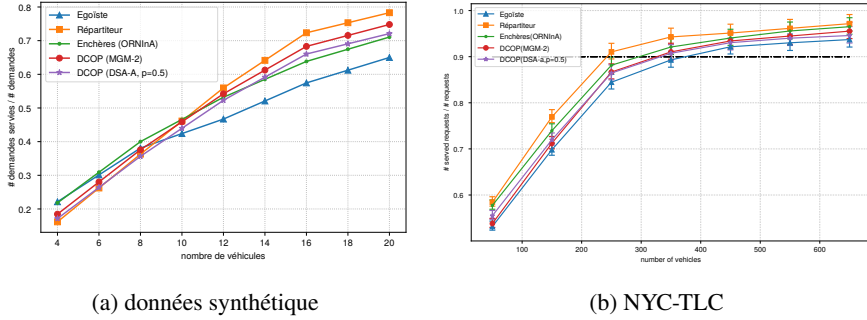 # demandes servies / # demandes
0.8
0.7
0.6
0.5
0.4
0.3
0.2
Egoïste
Répartiteur
Enchères (ORNInA)
DCOP (MGM-2)
DCOP (DSA-A, p=0.5)
4 6 8 10 12 14 16 18 20
nombre de véhicules
(a) données synthétique
# served requests / # requests
1.0
0.9
0.8
0.7
0.6
Egoïste
Répartiteur
Enchères (ORNInA)
DCOP (MGM-2)
DCOP (DSA-a,p=0.5)
100 200 300 400 500 600
number of vehicles
(b) NYC-TLC